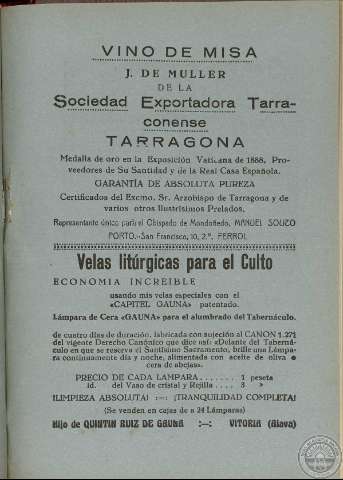 VINO DE MISA
J. DE MULLER
DE LA
Sociedad Exportadora Tarra-
conense
TARRAGONA
Medalla de oro en la Exposición Vaticana de 1888, Pro-
veedores de Su Santidad y de la Real Casa Española.
GARANTÍA DE ABSOLUTA PUREZA
Certificados del Excmo. Sr. Arzobispo de Tarragona y de
varios otros Ilustrísimos Prelados.
Representante único para el Obispado de Mondoñedo, MANUEL SOUZO
PORTO.-San Francisco, 10, 2.º, FERROL
Velas litúrgicas para el Culto
ECONOMIA INCREIBLE
usando mis velas especiales con el
«CAPITEL GAUNA» patentado.
Lámpara de Cera «GAUNA» para el alumbrado del Tabernáculo.
de cuatro días de duración, fabricada con sujeción al CANON 1.271
del vigente Derecho Canónico que dice así: «Delante del Taberná-
culo en que se reserva el Santísimo Sacramento, brille una Lámpa-
ra continuamente día y noche, alimentada con aceite de oliva o
cera de abejas».
PRECIO DE CADA LAMPARA....... 1 peseta
Id. del Vaso de cristal y Rejilla .... 3 »
¡LIMPIEZA ABSOLUTA! :—: ¡TRANQUILIDAD COMPLETA!
(Se venden en cajas de a 24 Lámparas)
Hijo de QUINTIN RUIZ DE GAUNA :—: VITORIA (Alava)